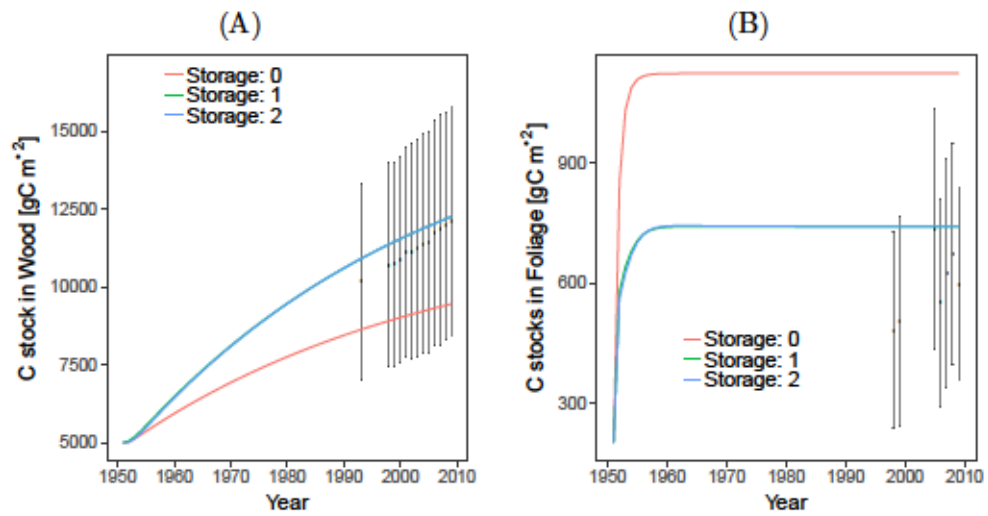 (A)
(B)
Storage: 0
Storage: 1
Storage: 2
C stock in Wood [gC m⁻²]
15000
12500
10000
7500
5000
1950 1960 1970 1980 1990 2000 2010
Year
C stocks in Foliage [gC m⁻²]
900
600
300
Storage: 0
Storage: 1
Storage: 2
1950 1960 1970 1980 1990 2000 2010
Year